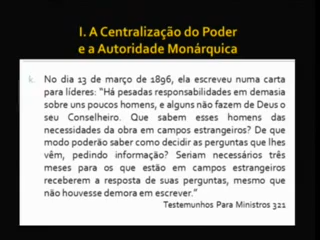 I. A Centralização do Poder
e a Autoridade Monárquica
k. No dia 13 de março de 1896, ela escreveu numa carta
para líderes: "Há pesadas responsabilidades em demasia
sobre uns poucos homens, e alguns não fazem de Deus o
seu Conselheiro. Que sabem esses homens das
necessidades da obra em campos estrangeiros? De que
modo poderão saber como decidir as perguntas que lhes
vêm, pedindo informação? Seriam necessários três
meses para os que estão em campos estrangeiros
receberem a resposta de suas perguntas, mesmo que
não houvesse demora em escrever."
Testemunhos Para Ministros 321